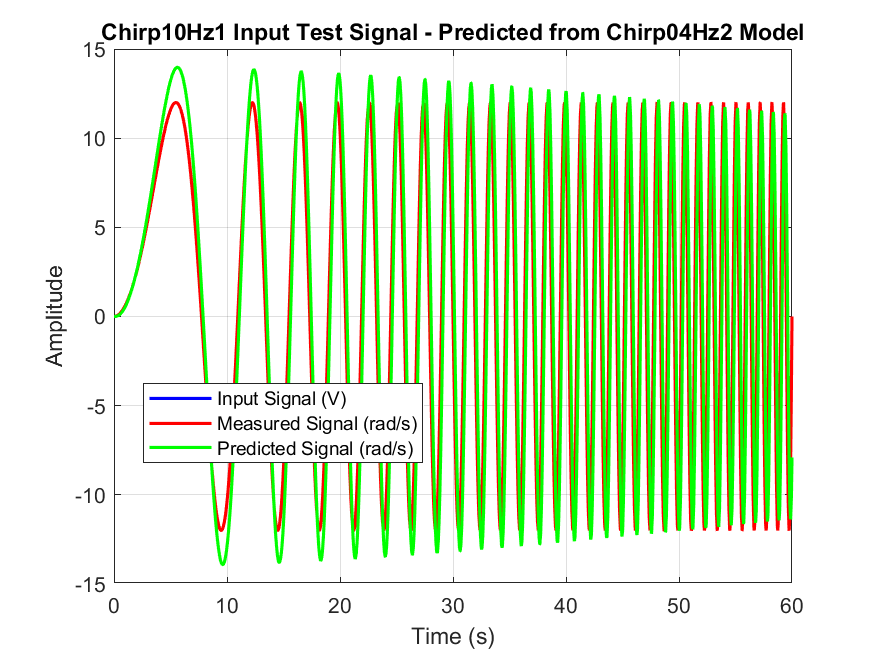 Chirp10Hz1 Input Test Signal - Predicted from Chirp04Hz2 Model
15
10
5
0
-5
-10
-15
Amplitude
Input Signal (V)
Measured Signal (rad/s)
Predicted Signal (rad/s)
0 10 20 30 40 50 60
Time (s)